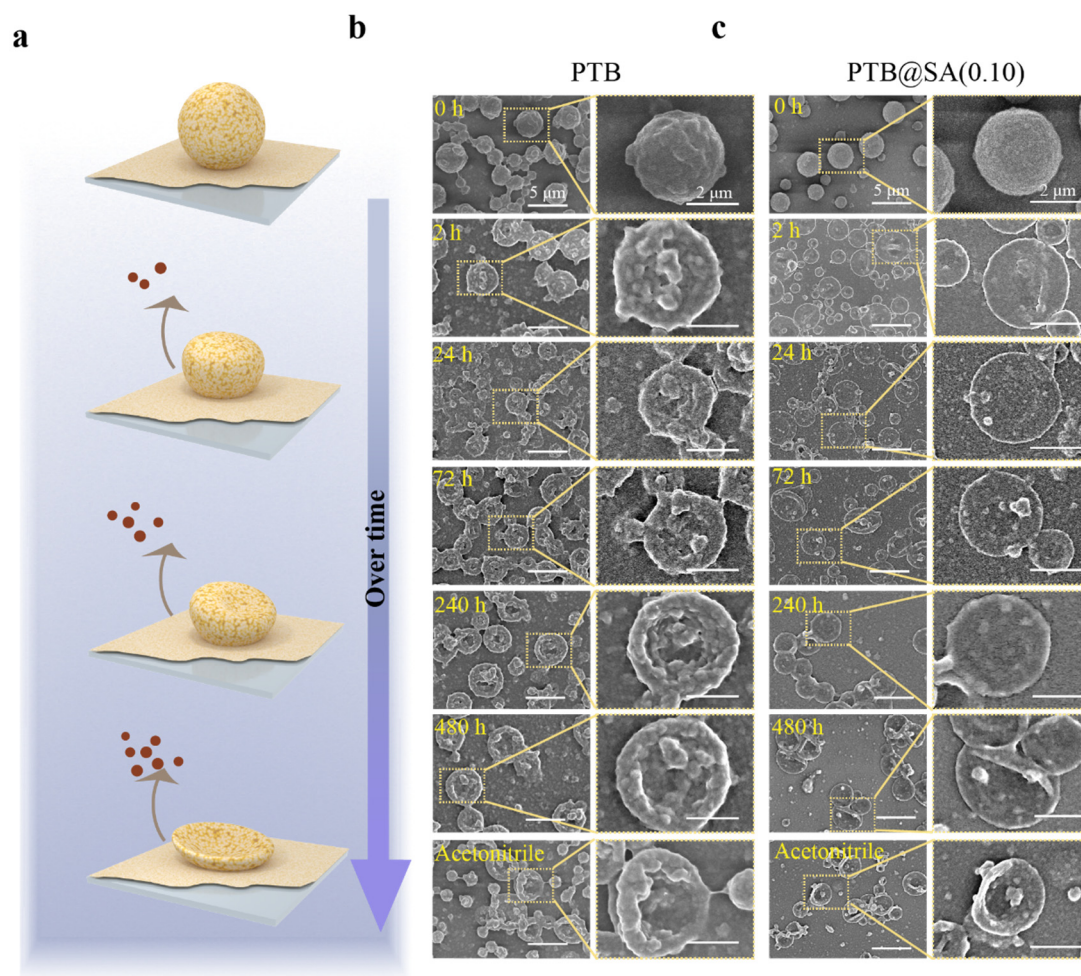 a
b
c
PTB
PTB@SA(0.10)
0 h
5 μm
2 μm
0 h
5 μm
2 μm
2 h
2 h
24 h
24 h
72 h
72 h
240 h
240 h
480 h
480 h
Acetonitrile
Acetonitrile
Over time